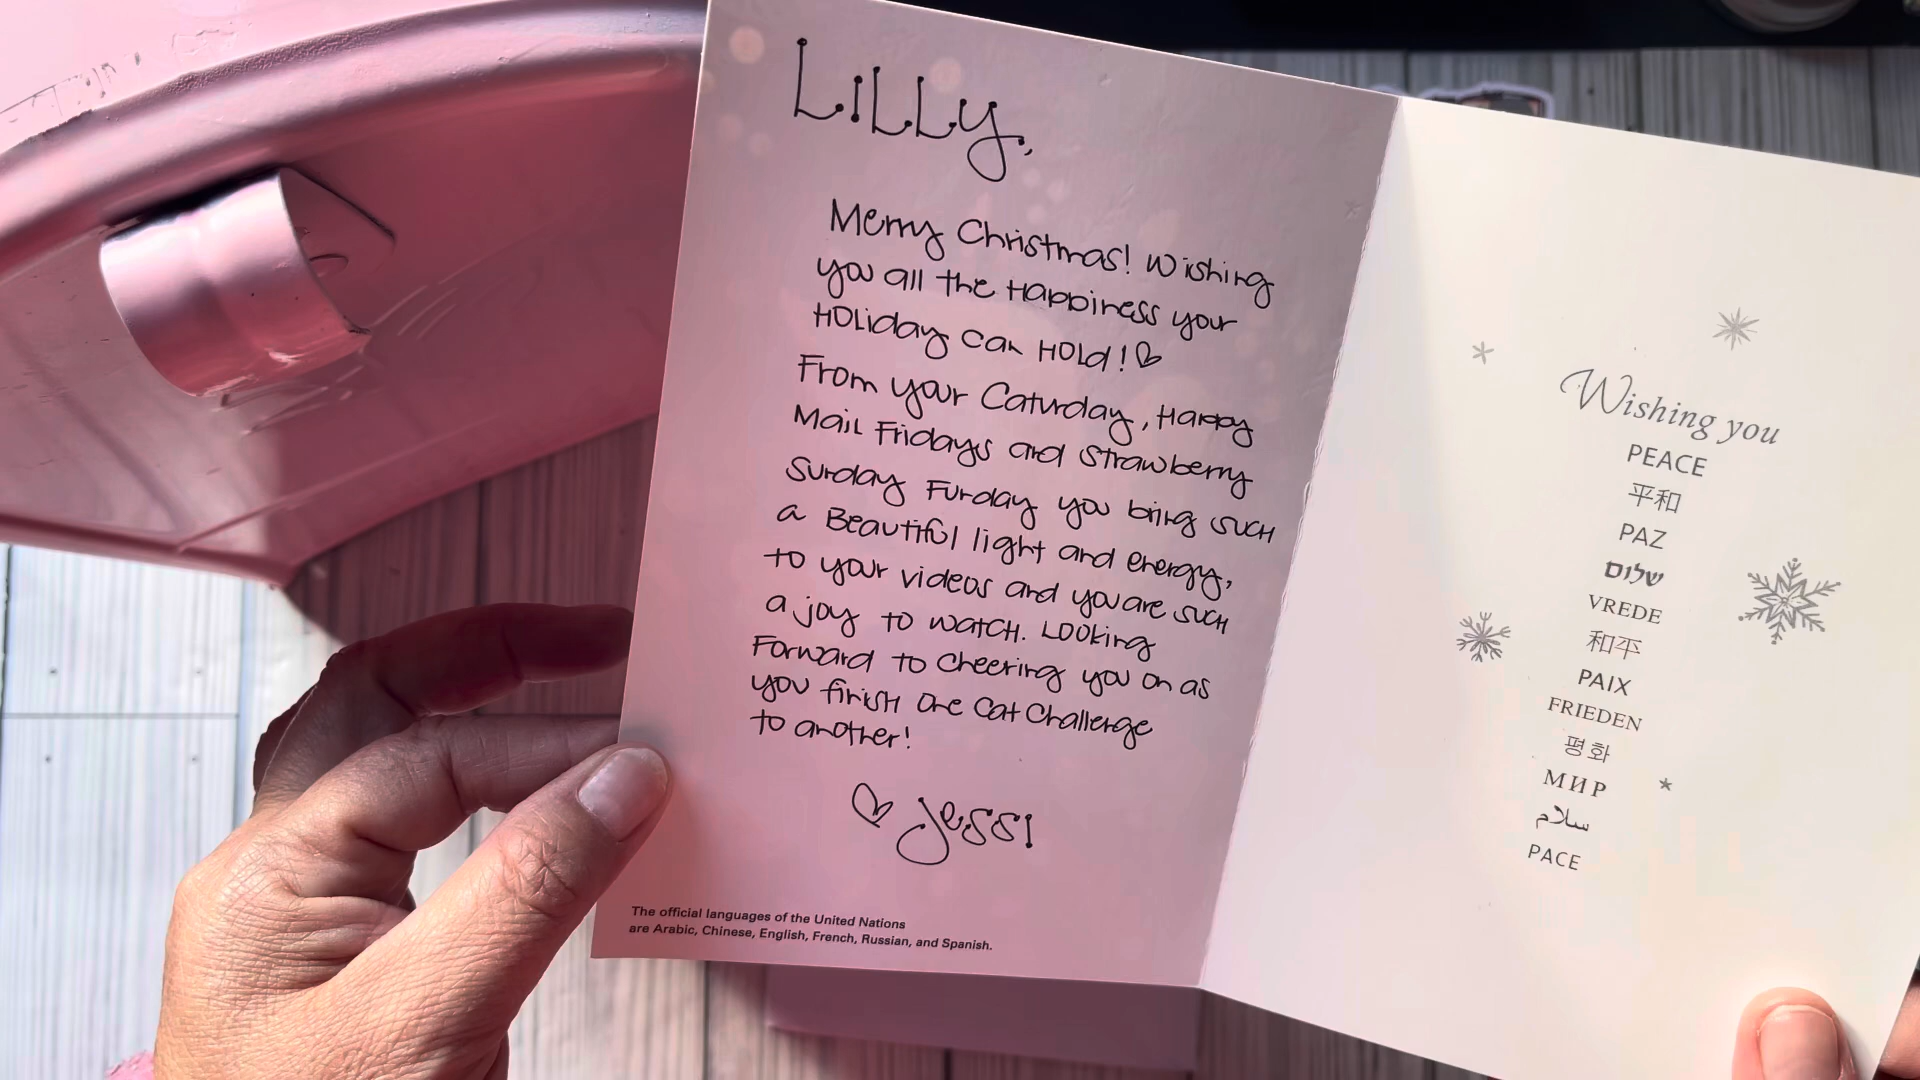 LiLLy,
Merry Christmas! Wishing
you all the Happiness your
HOLiday can HOLd! ♡
From your Caturday, Happy
Mail Fridays and Strawberry
Sunday Funday you bring such
a Beautiful light and energy,
to your videos and you are such
a joy to watch. Looking
Forward to Cheering you on as
you finish One Cat Challenge
to another!
♡ Jessi
The official languages of the United Nations
are Arabic, Chinese, English, French, Russian, and Spanish.
Wishing you
PEACE
平和
PAZ
שלום
VREDE
和平
PAIX
FRIEDEN
평화
МИР
سلام
PACE